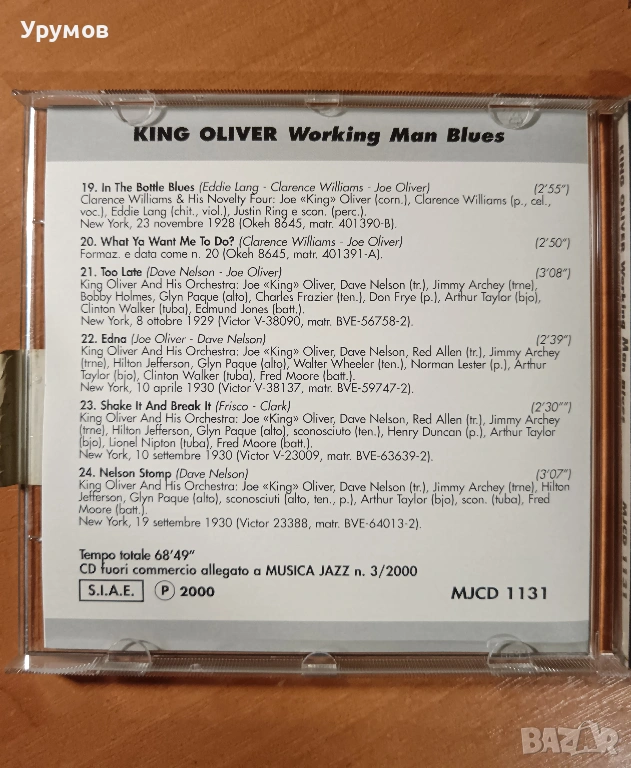 Урумов
KING OLIVER Working Man Blues
19. In The Bottle Blues (Eddie Lang - Clarence Williams - Joe Oliver) (2'55")
Clarence Williams & His Novelty Four: Joe «King» Oliver (corn.), Clarence Williams (p., cel.,
voc.), Eddie Lang (chit., viol.), Justin Ring e scon. (perc.).
New York, 23 novembre 1928 (Okeh 8645, matr. 401390-B).
20. What Ya Want Me To Do? (Clarence Williams - Joe Oliver) (2'50")
Formaz. e data come n. 20 (Okeh 8645, matr. 401391-A).
21. Too Late (Dave Nelson - Joe Oliver) (3'08")
King Oliver And His Orchestra: Joe «King» Oliver, Dave Nelson (tr.), Jimmy Archey (trne),
Bobby Holmes, Glyn Paque (alto), Charles Frazier (ten.), Don Frye (p.), Arthur Taylor (bjo),
Clinton Walker (tuba), Edmund Jones (batt.).
New York, 8 ottobre 1929 (Victor V-38090, matr. BVE-56758-2).
22. Edna (Joe Oliver - Dave Nelson) (2'39")
King Oliver And His Orchestra: Joe «King» Oliver, Dave Nelson, Red Allen (tr.), Jimmy Archey
(trne), Hilton Jefferson, Glyn Paque (alto), Walter Wheeler (ten.), Norman Lester (p.), Arthur
Taylor (bjo), Clinton Walker (tuba), Fred Moore (batt.).
New York, 10 aprile 1930 (Victor V-38137, matr. BVE-59747-2).
23. Shake It And Break It (Frisco - Clark) (2'30"")
King Oliver And His Orchestra: Joe «King» Oliver, Dave Nelson, Red Allen (tr.), Jimmy Archey
(trne), Hilton Jefferson, Glyn Paque (alto), sconosciuto (ten.), Henry Duncan (p.), Arthur Taylor
(bjo), Lionel Nipton (tuba), Fred Moore (batt.).
New York, 10 settembre 1930 (Victor V-23009, matr. BVE-63639-2).
24. Nelson Stomp (Dave Nelson) (3'07")
King Oliver And His Orchestra: Joe «King» Oliver, Dave Nelson (tr.), Jimmy Archey (trne), Hilton
Jefferson, Glyn Paque (alto), sconosciuti (alto, ten., p.), Arthur Taylor (bjo), scon. (tuba), Fred
Moore (batt.).
New York, 19 settembre 1930 (Victor 23388, matr. BVE-64013-2).
Tempo totale 68'49"
CD fuori commercio allegato a MUSICA JAZZ n. 3/2000
S.I.A.E. Ⓟ 2000 MJCD 1131
KING OLIVER Working Man Blues MJCD 1131
BAZAR